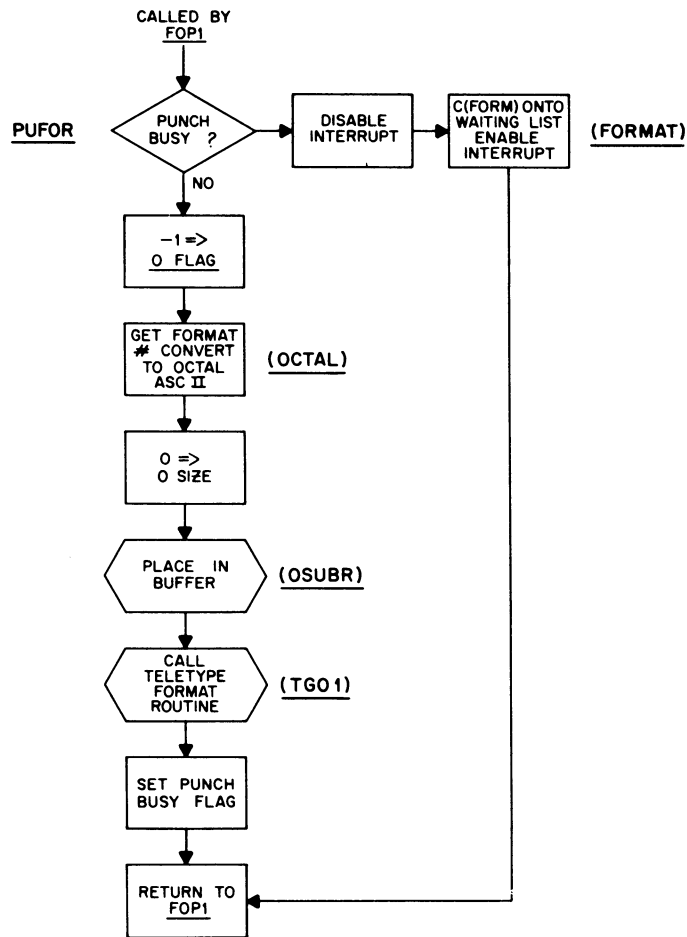 CALLED BY
FOP1
PUFOR
PUNCH
BUSY ?
DISABLE
INTERRUPT
C(FORM) ONTO
WAITING LIST
ENABLE
INTERRUPT
(FORMAT)
NO
-1 =>
O FLAG
GET FORMAT
# CONVERT
TO OCTAL
ASC II
(OCTAL)
0 =>
O SIZE
PLACE IN
BUFFER
(OSUBR)
CALL
TELETYPE
FORMAT
ROUTINE
(TGO1)
SET PUNCH
BUSY FLAG
RETURN TO
FOP1